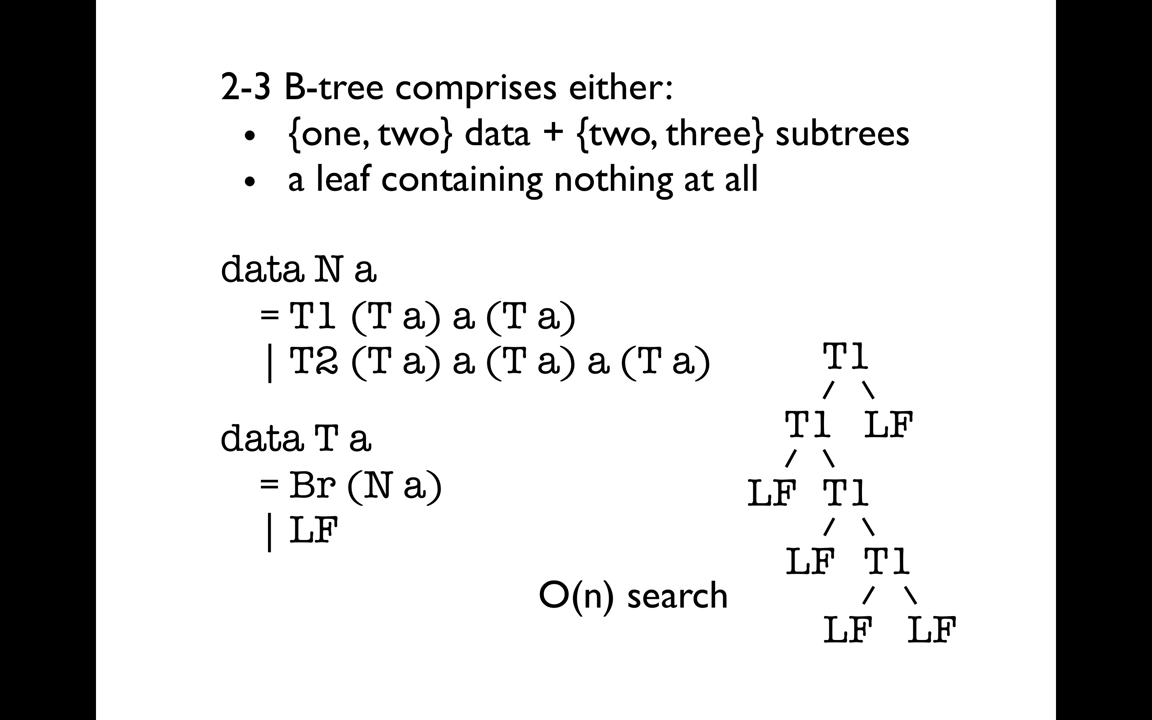 2-3 B-tree comprises either:
• {one, two} data + {two, three} subtrees
• a leaf containing nothing at all
data N a
= T1 (T a) a (T a)
| T2 (T a) a (T a) a (T a)
data T a
= Br (N a)
| LF
T1
/ \
T1 LF
/ \
LF T1
/ \
LF T1
/ \
LF LF
O(n) search